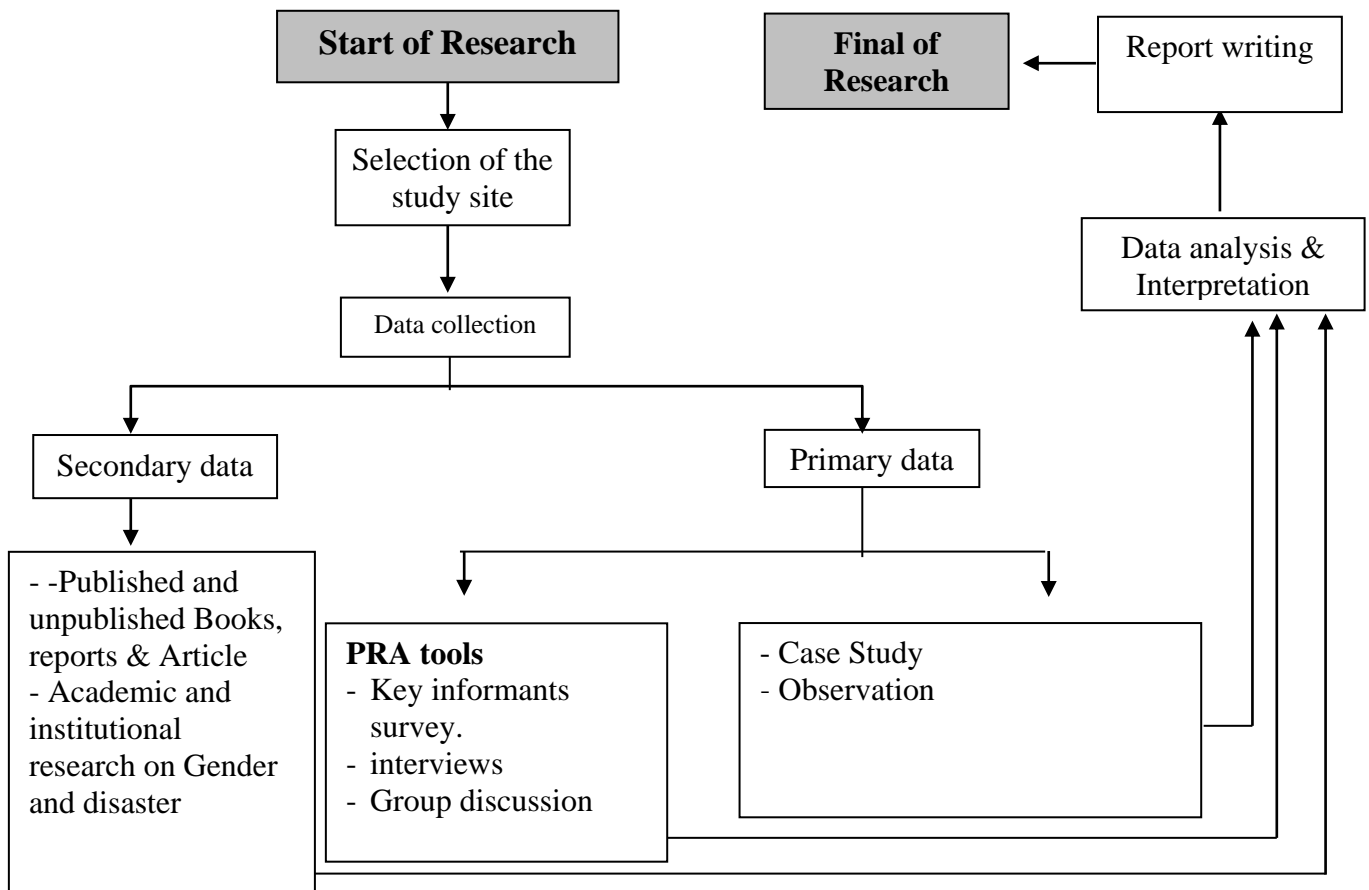 Start of Research
Final of
Research
Report writing
Selection of the
study site
Data analysis &
Interpretation
Data collection
Secondary data
Primary data
- -Published and
unpublished Books,
reports & Article
- Academic and
institutional
research on Gender
and disaster
PRA tools
- Key informants
survey.
- interviews
- Group discussion
- Case Study
- Observation